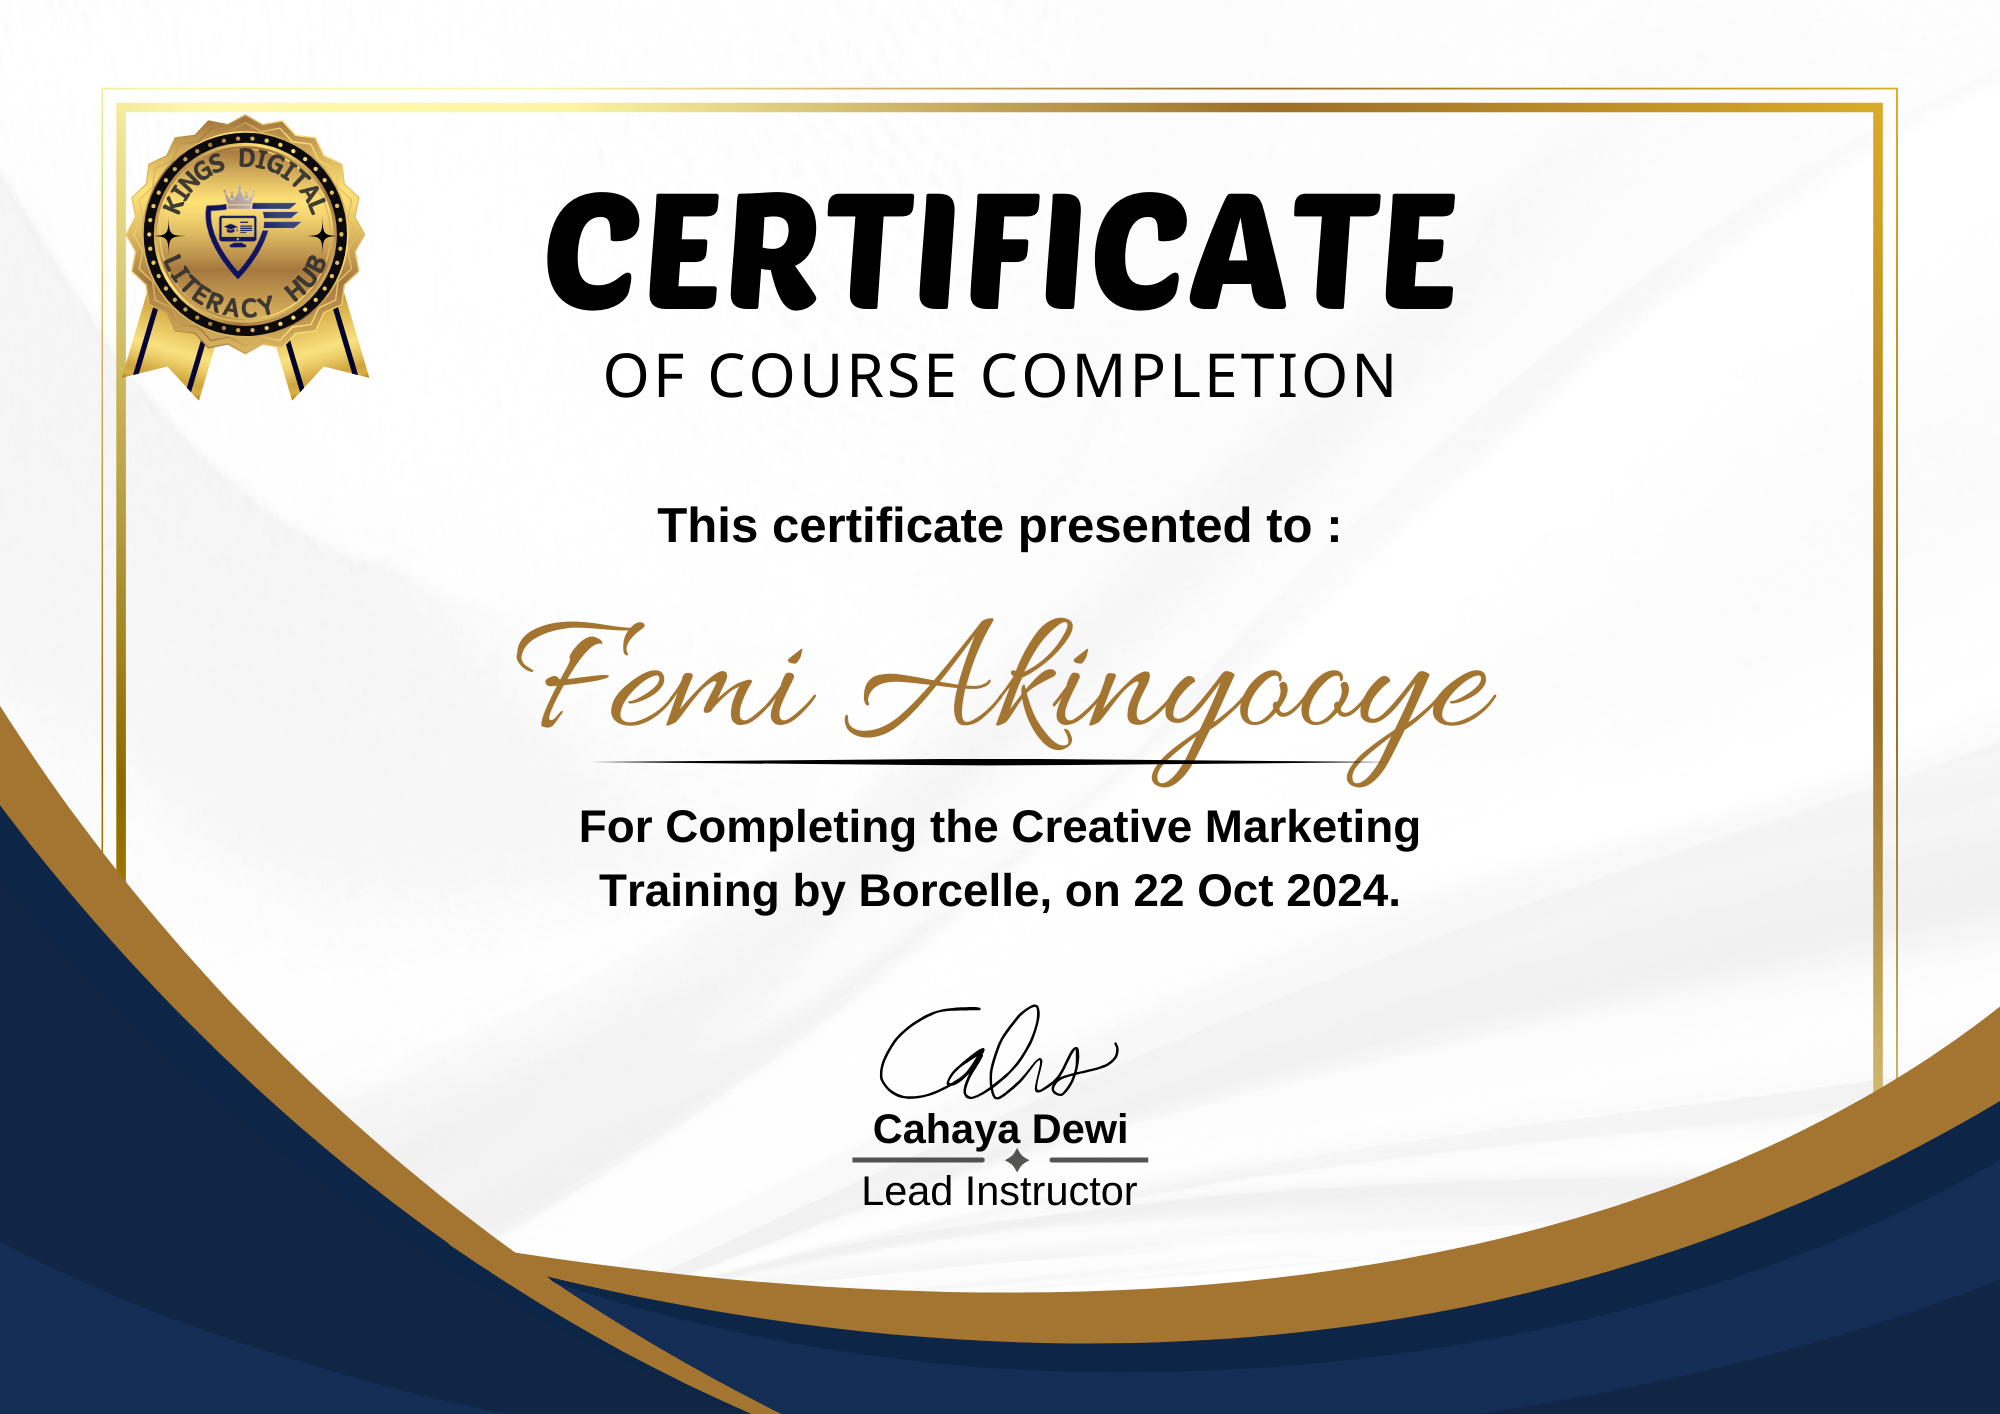 KINGS DIGITAL
LITERACY HUB
CERTIFICATE
OF COURSE COMPLETION
This certificate presented to :
Femi Akinyooye
For Completing the Creative Marketing
Training by Borcelle, on 22 Oct 2024.
Cahaya Dewi
Lead Instructor